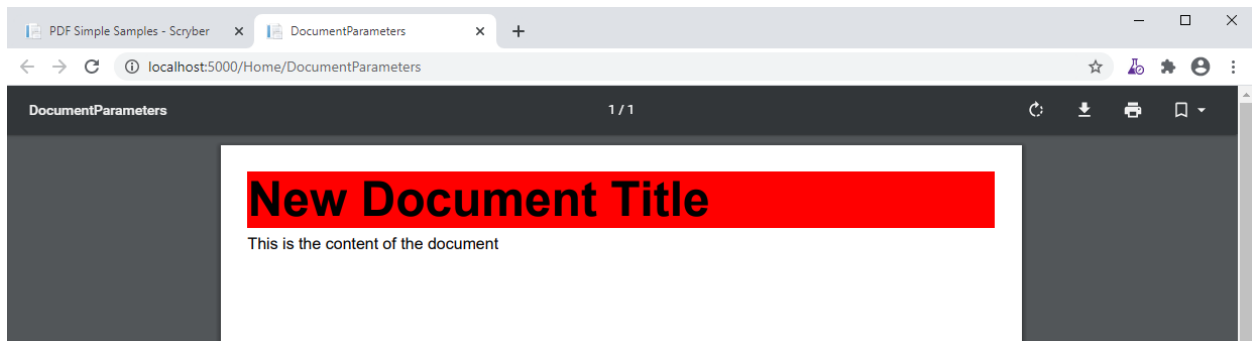 PDF Simple Samples - Scryber
DocumentParameters
localhost:5000/Home/DocumentParameters
DocumentParameters
1 / 1
New Document Title
This is the content of the document